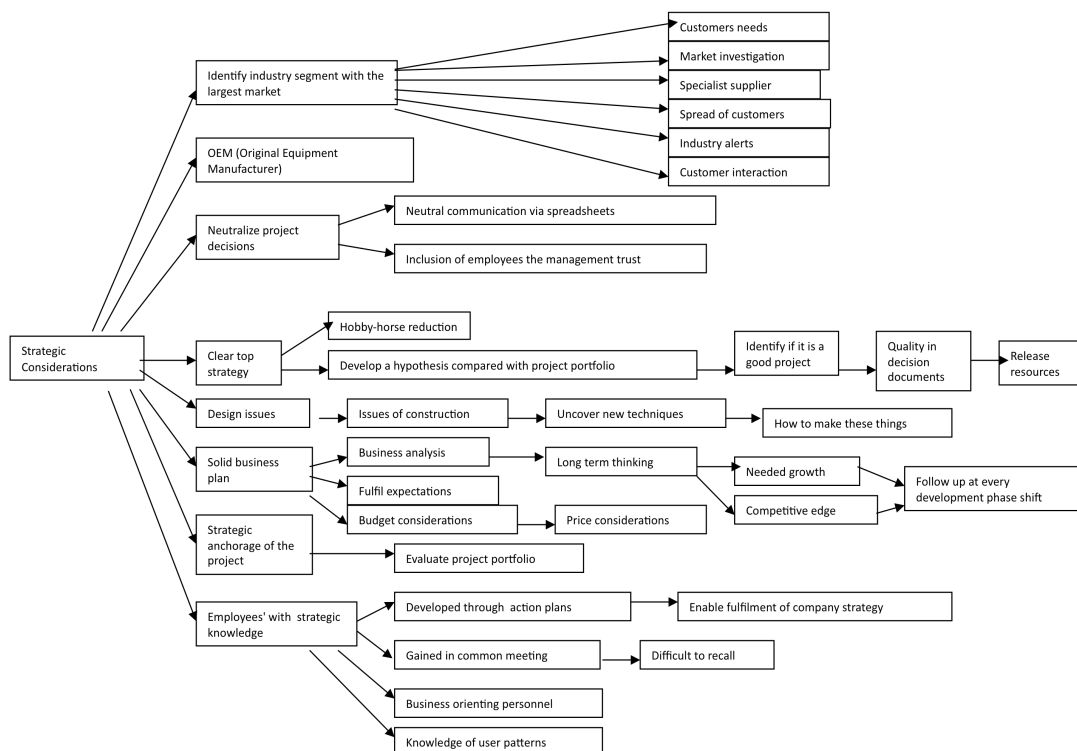 Customers needs
Market investigation
Identify industry segment with the
largest market
Specialist supplier
Spread of customers
OEM (Original Equipment
Manufacturer)
Industry alerts
Customer interaction
Neutral communication via spreadsheets
Neutralize project
decisions
Inclusion of employees the management trust
Strategic
Considerations
Hobby-horse reduction
Clear top
strategy
Develop a hypothesis compared with project portfolio
Identify if it is a
good project
Quality in
decision
documents
Release
resources
Design issues
Issues of construction
Uncover new techniques
How to make these things
Solid business
plan
Business analysis
Long term thinking
Needed growth
Follow up at every
development phase shift
Fulfil expectations
Budget considerations
Price considerations
Competitive edge
Strategic
anchorage of the
project
Evaluate project portfolio
Employees' with strategic
knowledge
Developed through action plans
Enable fulfilment of company strategy
Gained in common meeting
Difficult to recall
Business orienting personnel
Knowledge of user patterns